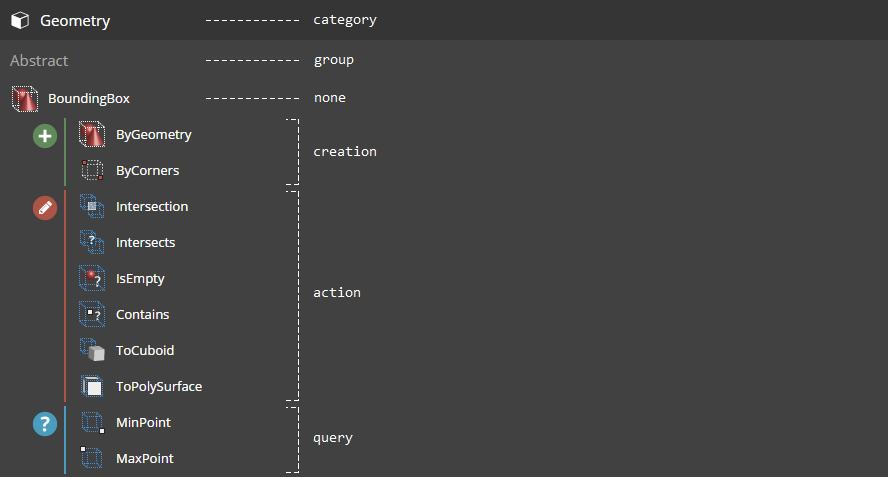 Geometry category
Abstract group
BoundingBox none
ByGeometry
creation
ByCorners
Intersection
Intersects
IsEmpty
action
Contains
ToCuboid
ToPolySurface
MinPoint
query
MaxPoint